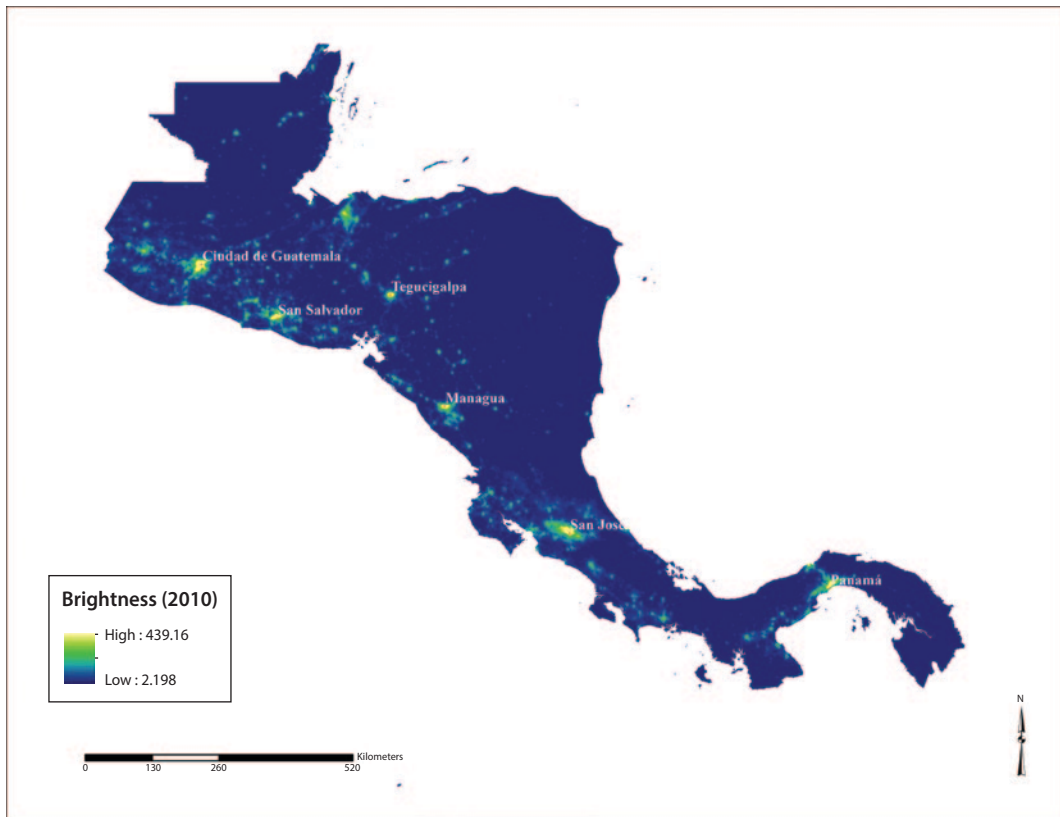 Ciudad de Guatemala
Tegucigalpa
San Salvador
Managua
San José
Panamá
Brightness (2010)
High : 439.16
Low : 2.198
N
Kilometers
0 130 260 520